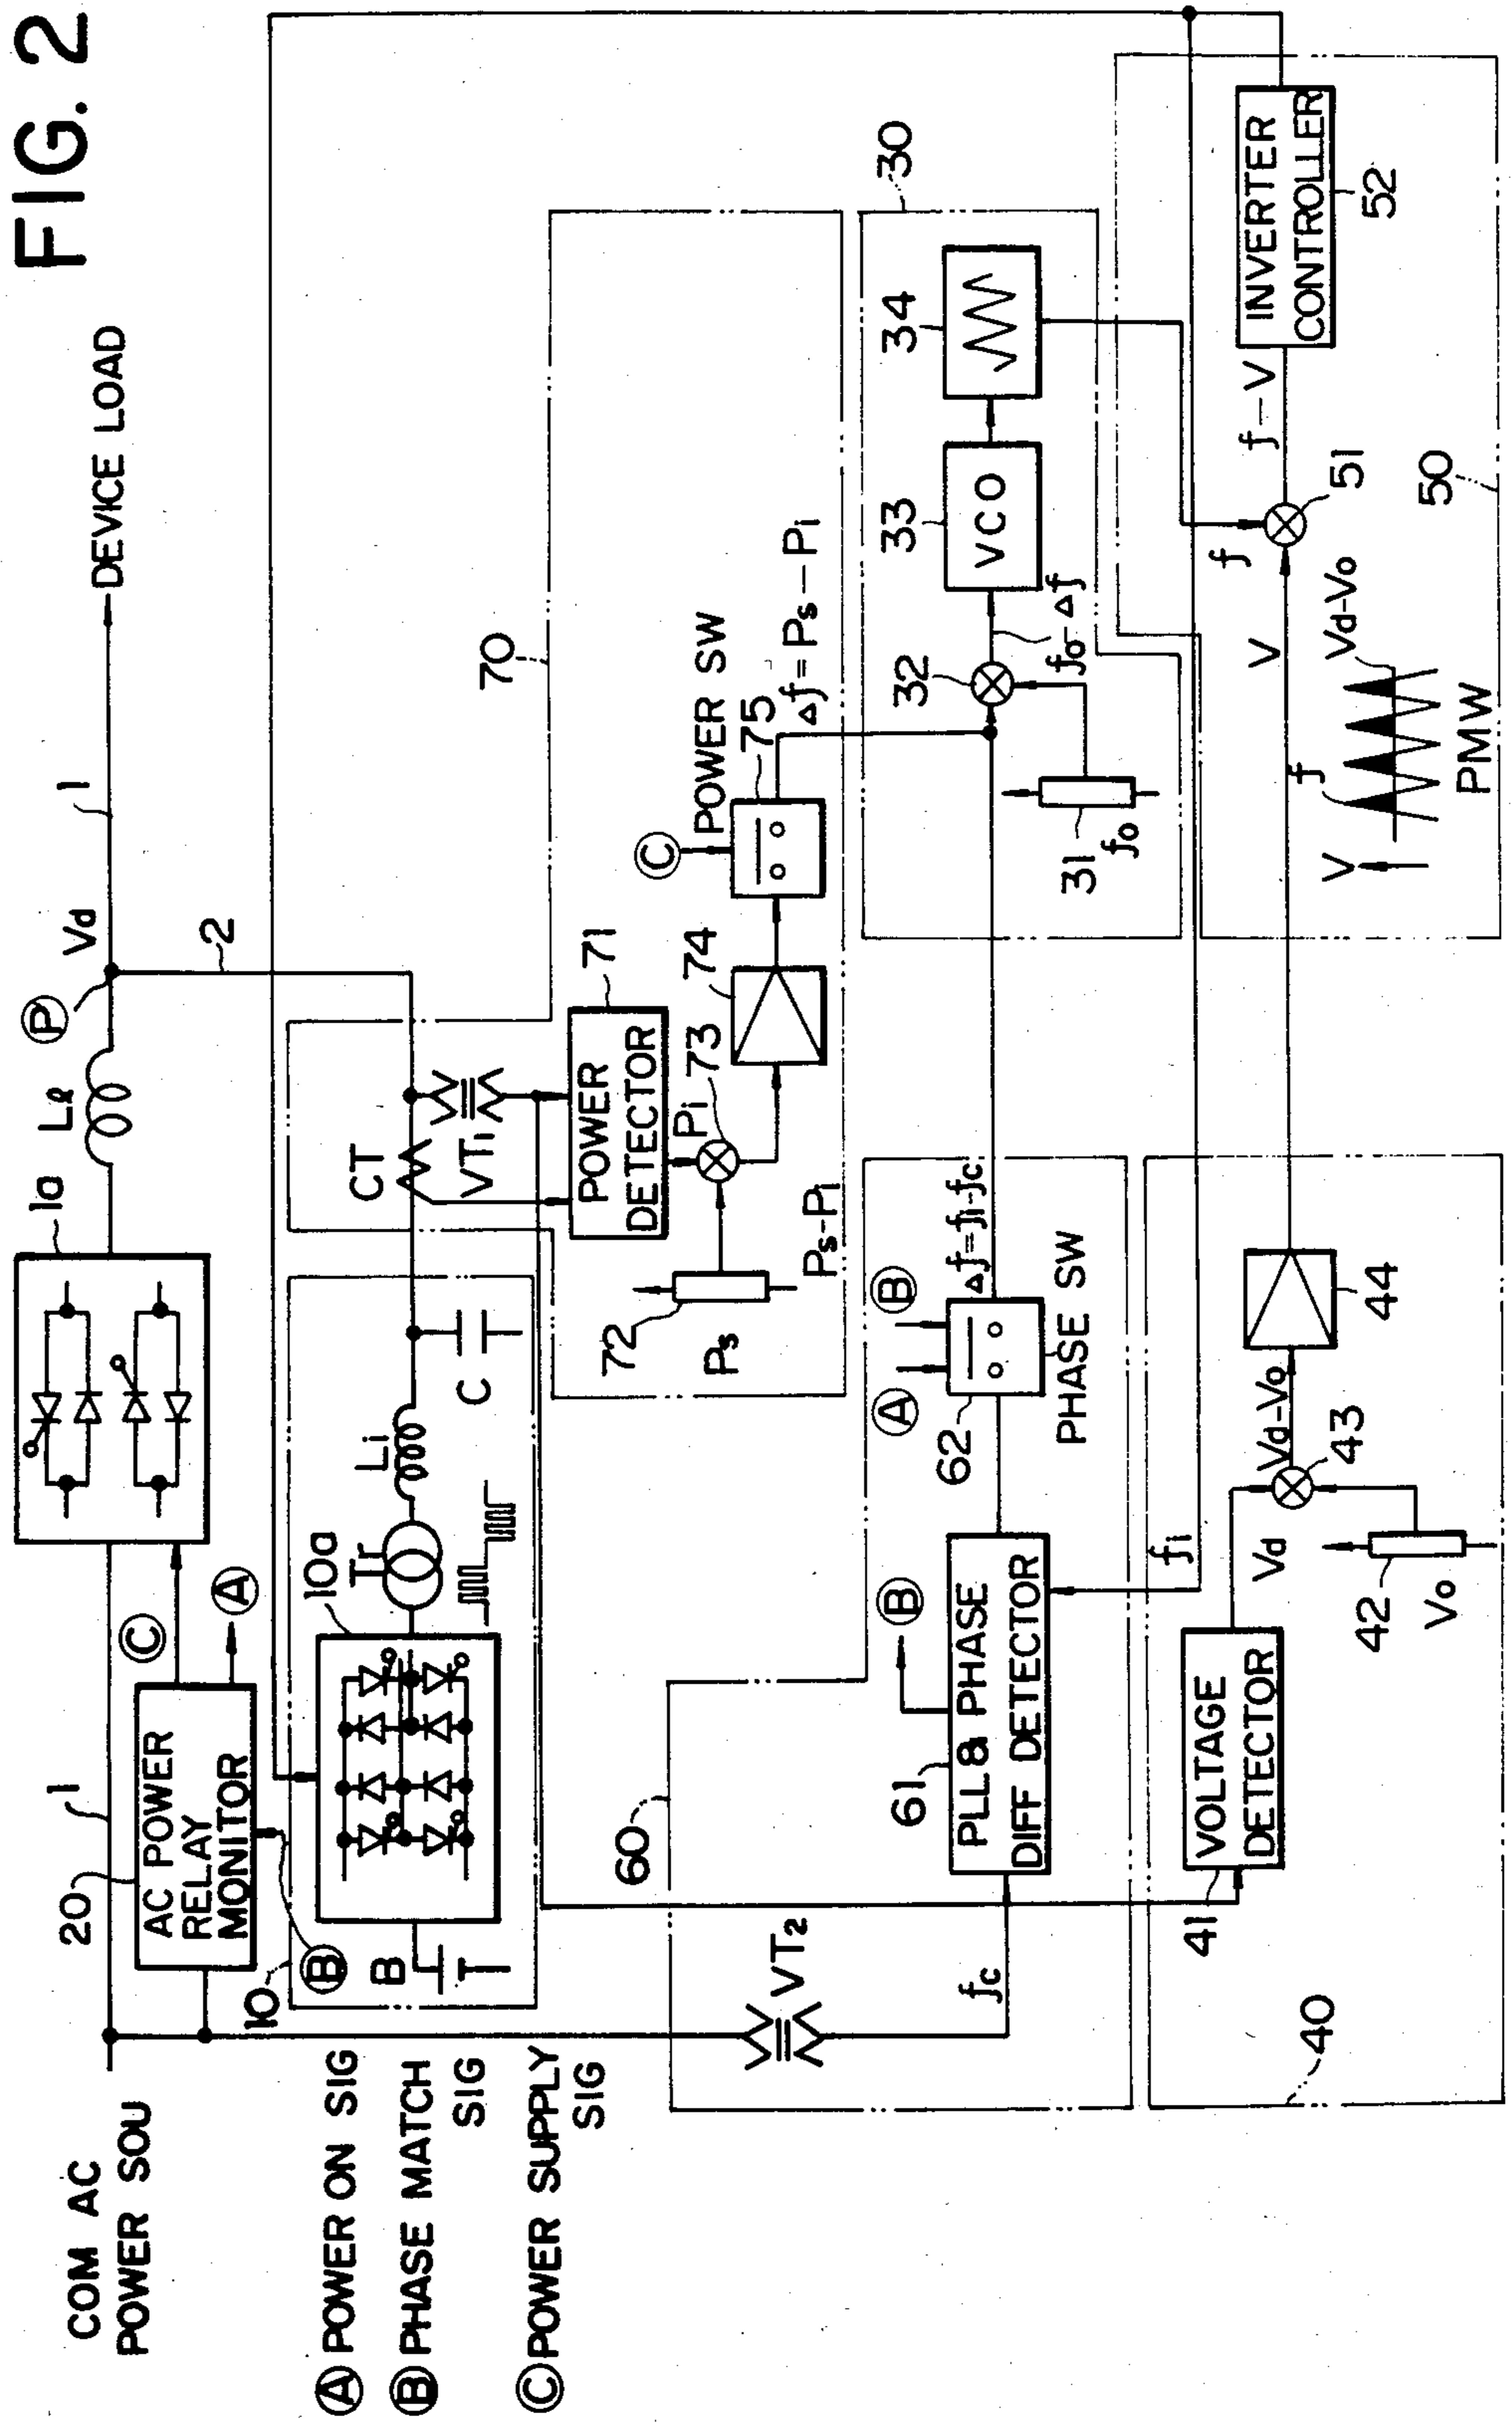 FIG. 2
COM AC
POWER SOU
1
20
AC POWER
RELAY
MONITOR
Ⓒ
Ⓐ
1a
Lℓ
Ⓟ
Vd
1
DEVICE LOAD
2
10
Ⓑ
B
10a
Tr
Li
C
CT
VT1
70
POWER
DETECTOR
71
72
Ps
Pi
73
Ps-Pi
74
Ⓒ
POWER SW
75
Δf=Ps-Pi
Ⓐ POWER ON SIG
Ⓑ PHASE MATCH
SIG
Ⓒ POWER SUPPLY
SIG
60
VT2
fc
61
PLL & PHASE
DIFF DETECTOR
Ⓑ
62
Ⓐ
Ⓑ
Δf=fi-fc
PHASE SW
fi
30
31
fo
32
fo-Δf
33
VCO
34
40
41
VOLTAGE
DETECTOR
Vd
42
Vo
43
Vd-Vo
44
50
V
f
51
f-V
INVERTER
CONTROLLER
52
V
f
Vd-Vo
PMW